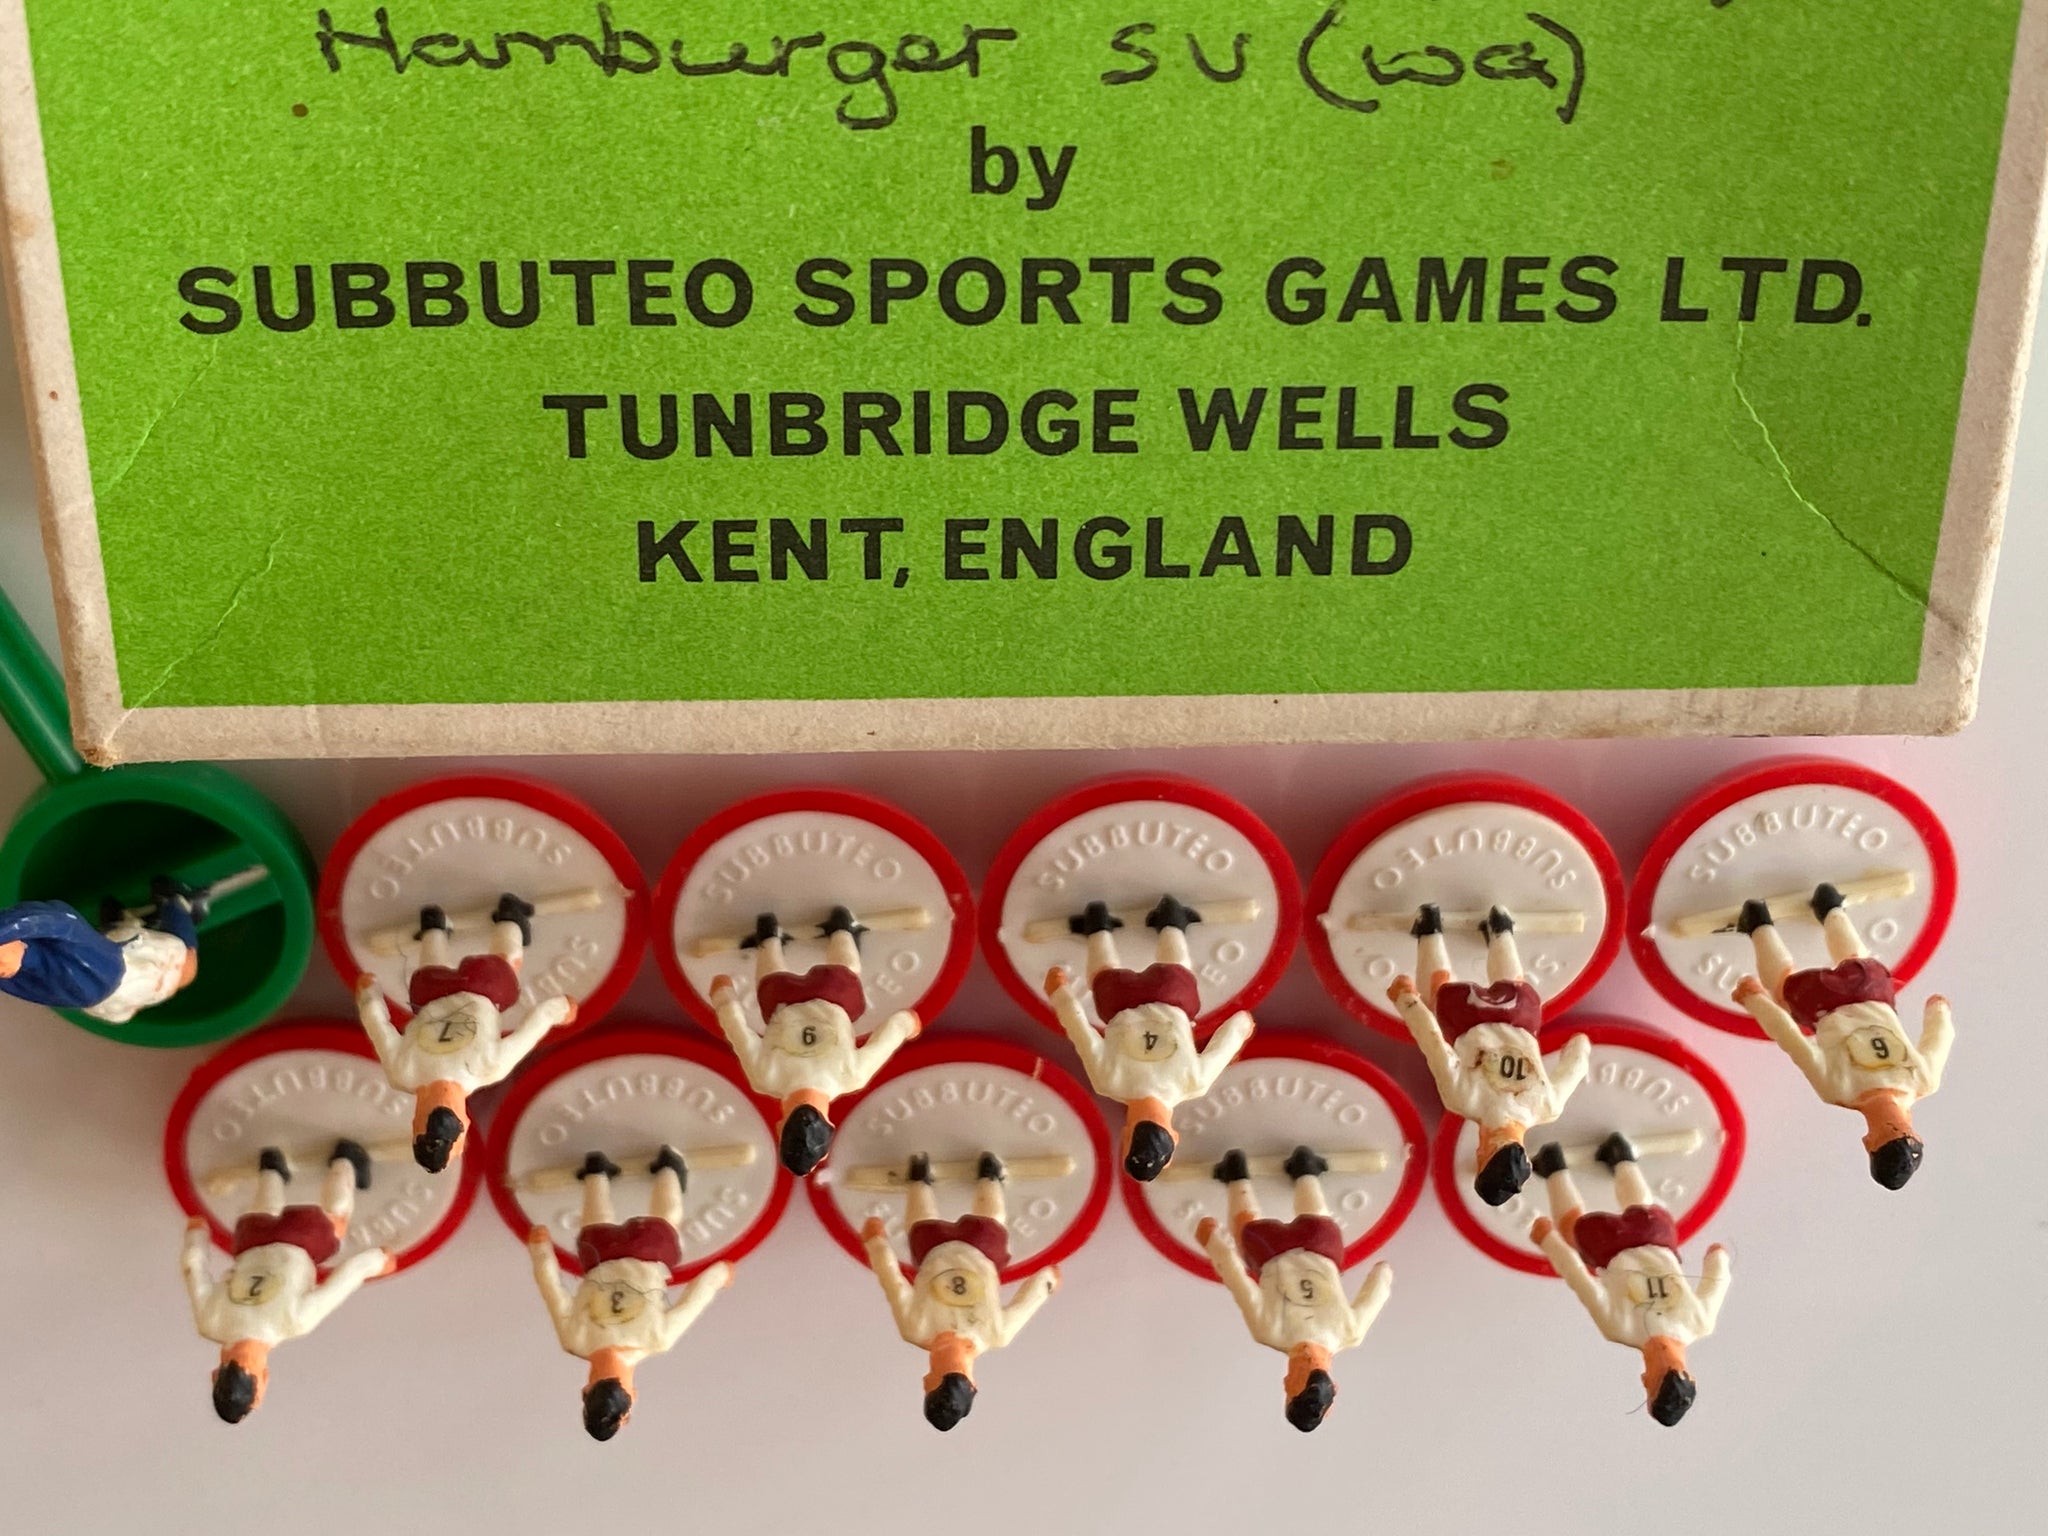 Hamburger SV (wa)
by
SUBBUTEO SPORTS GAMES LTD.
TUNBRIDGE WELLS
KENT, ENGLAND
SUBBUTEO SUBBUTEO SUBBUTEO SUBBUTEO SUBBUTEO
7 9 4 10 6
SUBBUTEO SUBBUTEO SUBBUTEO SUBBUTEO SUBB
2 3 8 5 11